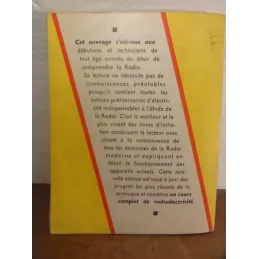 Cet ouvrage s'adresse aux
débutants et techniciens de
tout âge animés du désir de
comprendre la Radio.
Sa lecture ne nécessite pas de
connaissances préalables
puisqu'il contient toutes les
notions préliminaires d'électri-
cité indispensables à l'étude de
la Radio. C'est le meilleur et le
plus vivant des livres d'initia-
tion conduisant le lecteur avec
sûreté à la connaissance de
tous les domaines de la Radio
moderne et expliquant en
détail le fonctionnement des
appareils actuels. Cette nou-
velle édition est mise à jour des
progrès les plus récents de la
technique et constitue un cours
complet de radioélectricité